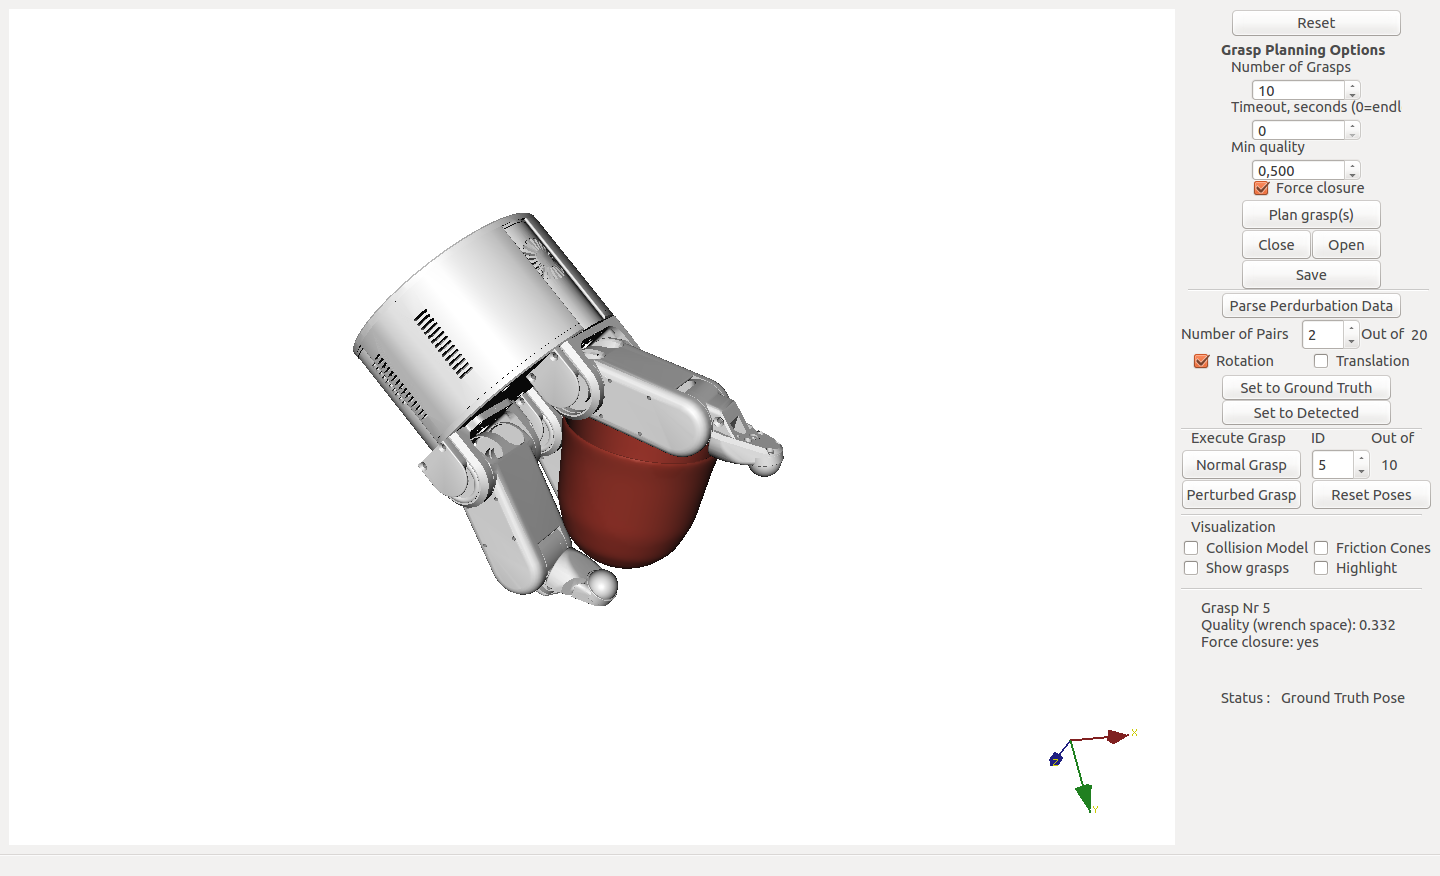 Reset
Grasp Planning Options
Number of Grasps
10
Timeout, seconds (0=endl
0
Min quality
0,500
Force closure
Plan grasp(s)
Close Open
Save
Parse Perdurbation Data
Number of Pairs 2 Out of 20
Rotation Translation
Set to Ground Truth
Set to Detected
Execute Grasp ID Out of
Normal Grasp 5 10
Perturbed Grasp Reset Poses
Visualization
Collision Model Friction Cones
Show grasps Highlight
Grasp Nr 5
Quality (wrench space): 0.332
Force closure: yes
Status : Ground Truth Pose
X
Z
Y